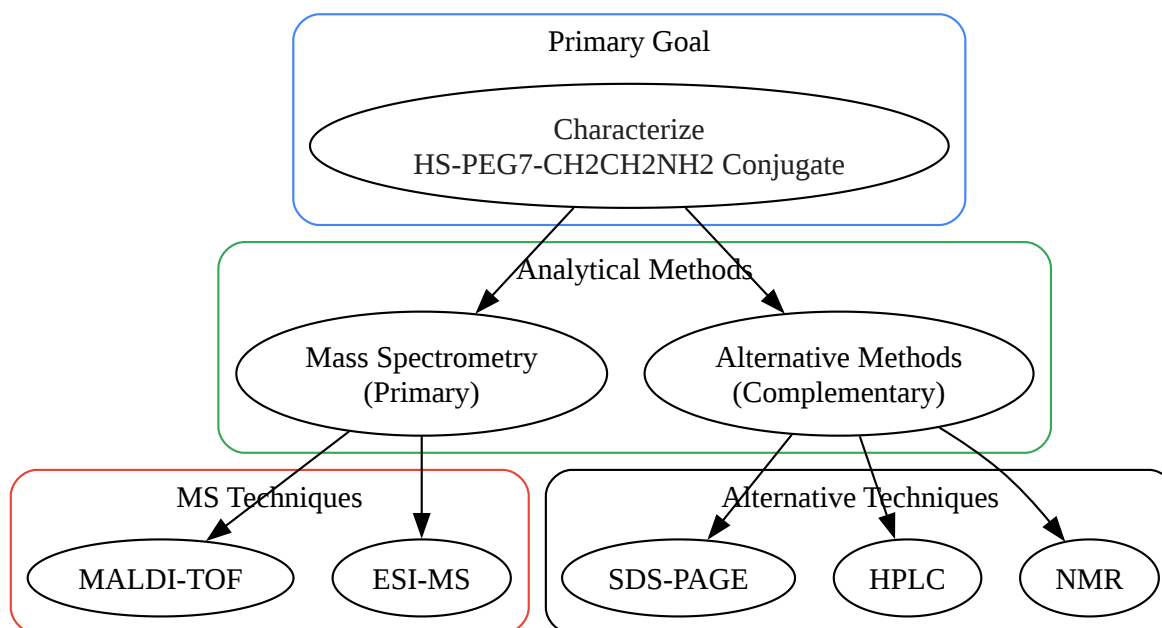 Primary Goal
Characterize
HS-PEG7-CH2CH2NH2 Conjugate
Analytical Methods
Mass Spectrometry
(Primary)
Alternative Methods
(Complementary)
MS Techniques
Alternative Techniques
MALDI-TOF
ESI-MS
SDS-PAGE
HPLC
NMR